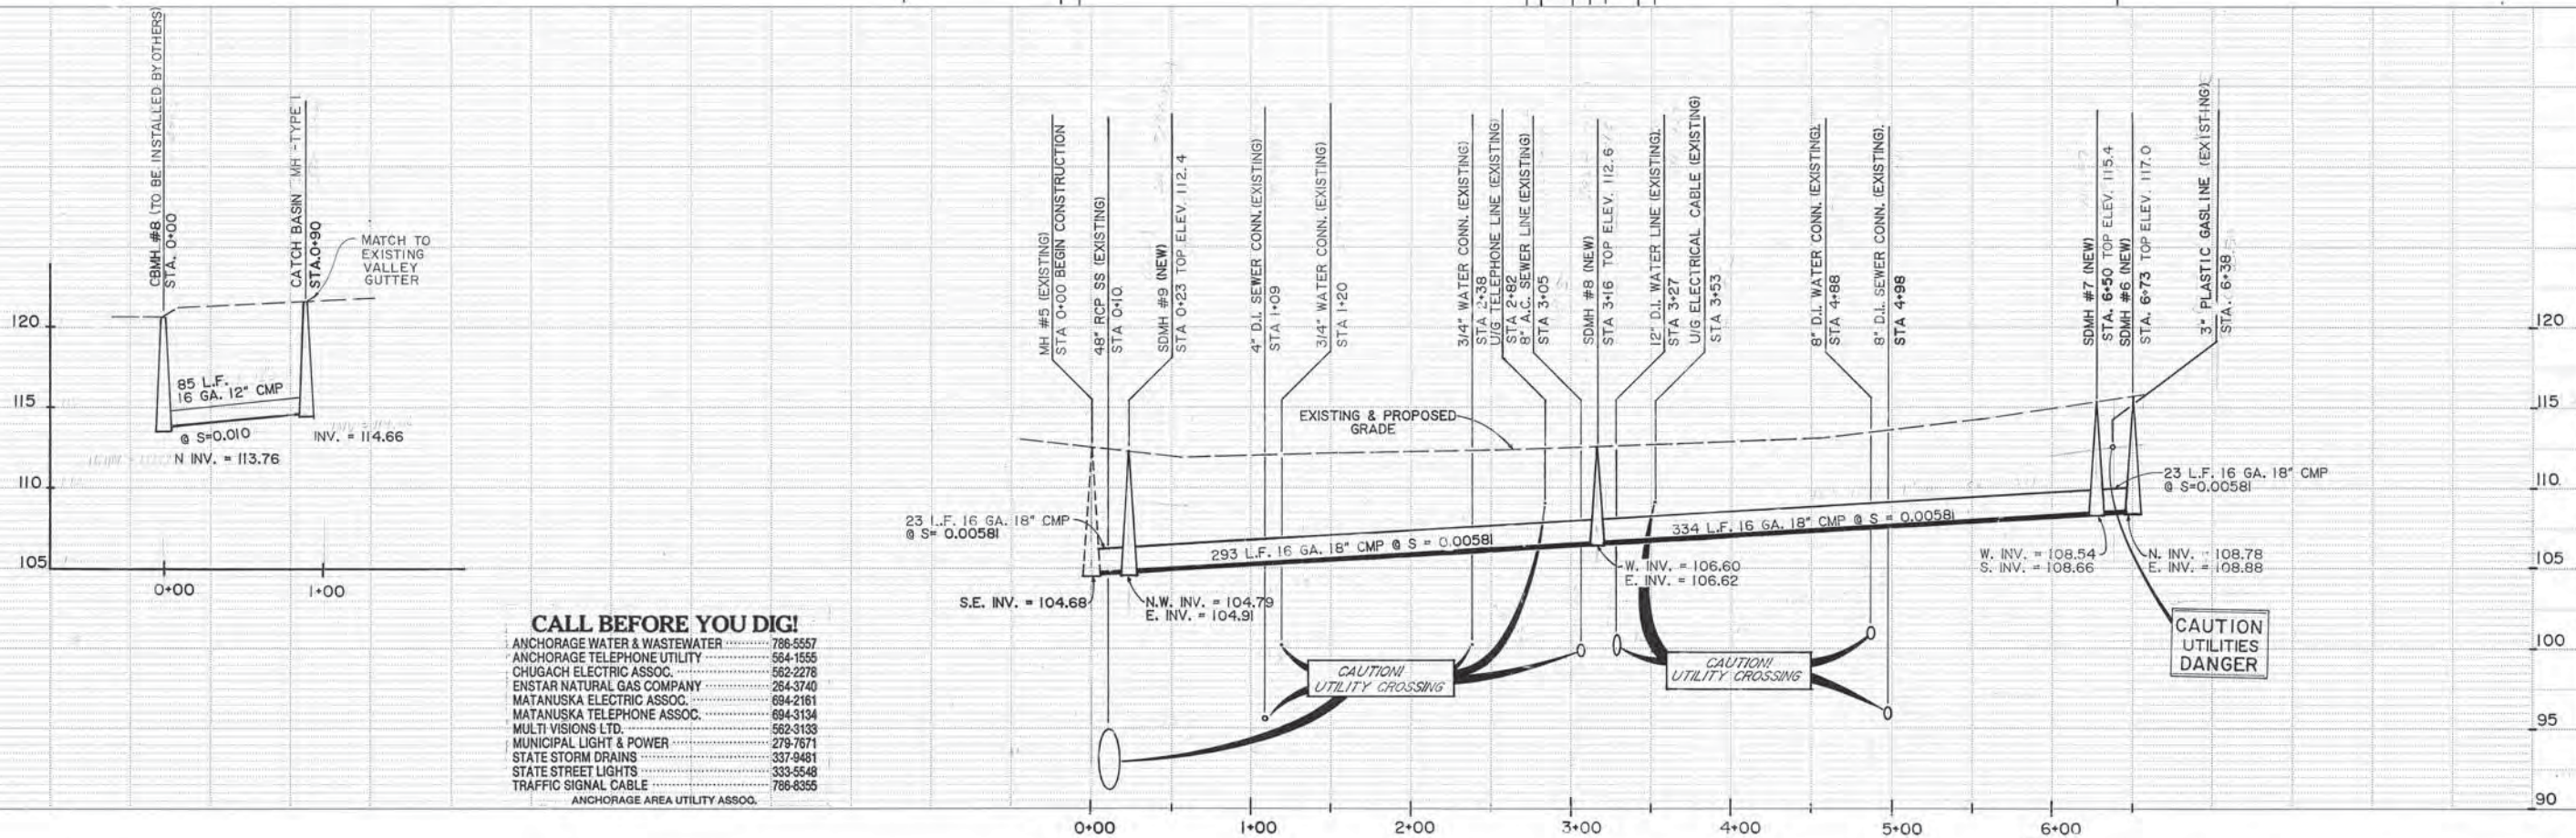 CBMH #8 (TO BE INSTALLED BY OTHERS)
STA. 0+00
CATCH BASIN MH - TYPE I
STA. 0+90
MATCH TO
EXISTING
VALLEY
GUTTER
120
115
110
105
85 L.F.
16 GA. 12" CMP
@ S=0.010
INV. = 114.66
N INV. = 113.76
0+00
1+00
CALL BEFORE YOU DIG!
ANCHORAGE WATER & WASTEWATER 786-5557
ANCHORAGE TELEPHONE UTILITY 564-1555
CHUGACH ELECTRIC ASSOC. 562-2278
ENSTAR NATURAL GAS COMPANY 264-3740
MATANUSKA ELECTRIC ASSOC. 694-2161
MATANUSKA TELEPHONE ASSOC. 694-3134
MULTI VISIONS LTD. 562-3133
MUNICIPAL LIGHT & POWER 279-7671
STATE STORM DRAINS 337-9481
STATE STREET LIGHTS 333-5548
TRAFFIC SIGNAL CABLE 786-8355
ANCHORAGE AREA UTILITY ASSOC.
MH #5 (EXISTING)
STA 0+00 BEGIN CONSTRUCTION
48" RCP SS (EXISTING)
STA 0+10
SDMH #9 (NEW)
STA 0+23 TOP ELEV. 112.4
4" D.I. SEWER CONN. (EXISTING)
STA 1+09
3/4" WATER CONN. (EXISTING)
STA 1+20
3/4" WATER CONN. (EXISTING)
STA 2+38
U/G TELEPHONE LINE (EXISTING)
STA 2+82
8" A.C. SEWER LINE (EXISTING)
STA 3+05
SDMH #8 (NEW)
STA 3+16 TOP ELEV. 112.6
12" D.I. WATER LINE (EXISTING)
STA 3+27
U/G ELECTRICAL CABLE (EXISTING)
STA 3+53
8" D.I. WATER CONN. (EXISTING)
STA 4+88
8" D.I. SEWER CONN. (EXISTING)
STA 4+98
SDMH #7 (NEW)
STA. 6+50 TOP ELEV. 115.4
SDMH #6 (NEW)
STA. 6+73 TOP ELEV. 117.0
3" PLASTIC GASLINE (EXISTING)
STA. 6+38
EXISTING & PROPOSED
GRADE
23 L.F. 16 GA. 18" CMP
@ S= 0.00581
293 L.F. 16 GA. 18" CMP @ S = 0.00581
334 L.F. 16 GA. 18" CMP @ S = 0.00581
23 L.F. 16 GA. 18" CMP
@ S=0.00581
S.E. INV. = 104.68
N.W. INV. = 104.79
E. INV. = 104.91
W. INV. = 106.60
E. INV. = 106.62
W. INV. = 108.54
S. INV. = 108.66
N. INV. = 108.78
E. INV. = 108.88
CAUTION!
UTILITY CROSSING
CAUTION!
UTILITY CROSSING
CAUTION
UTILITIES
DANGER
120
115
110
105
100
95
90
0+00
1+00
2+00
3+00
4+00
5+00
6+00